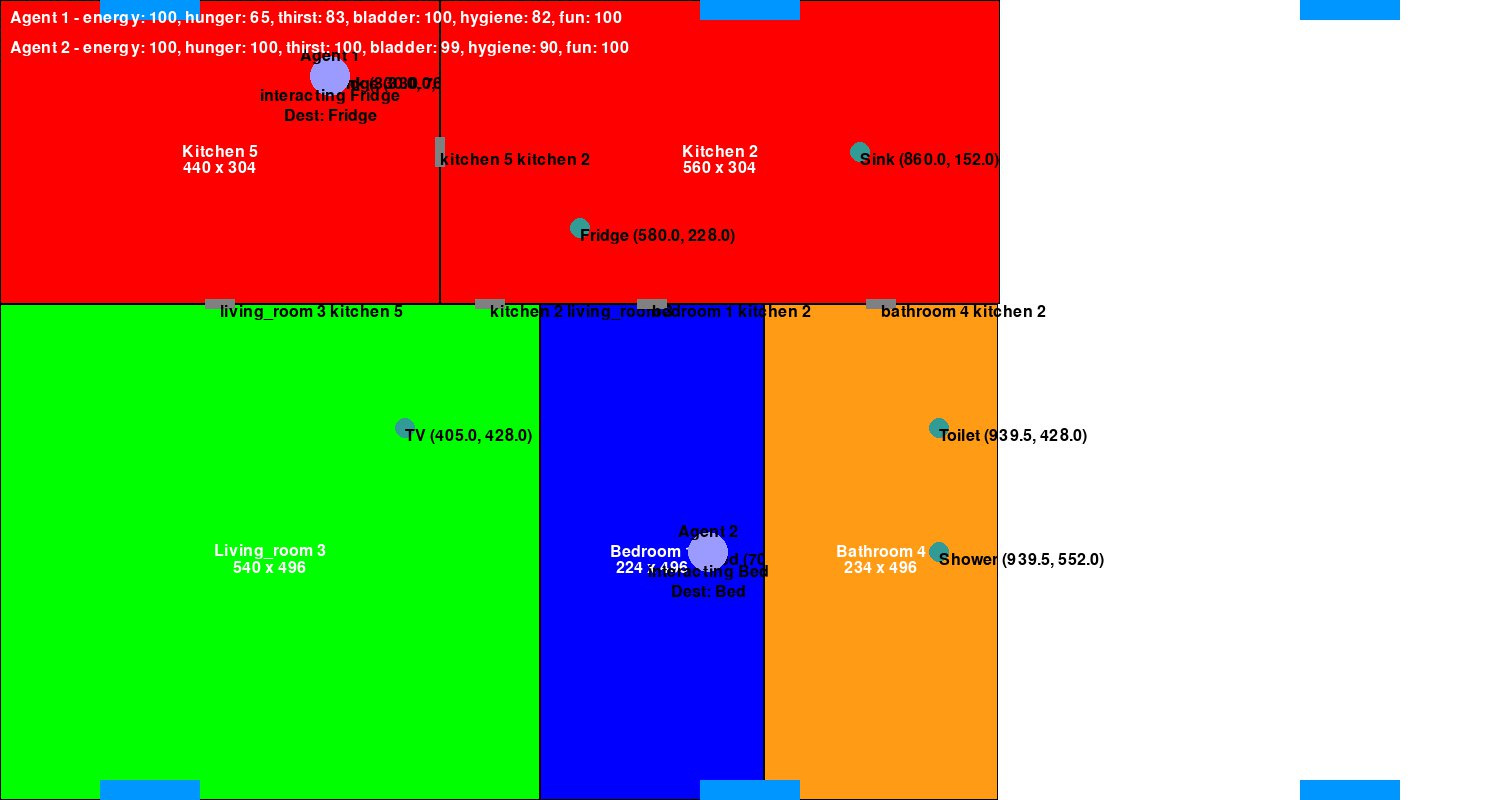 Agent 1 - energy: 100, hunger: 65, thirst: 83, bladder: 100, hygiene: 82, fun: 100
Agent 2 - energy: 100, hunger: 100, thirst: 100, bladder: 99, hygiene: 90, fun: 100
Agent 1
interacting Fridge
Dest: Fridge
Kitchen 5
440 x 304
kitchen 5 kitchen 2
Kitchen 2
560 x 304
Sink (860.0, 152.0)
Fridge (580.0, 228.0)
living_room 3 kitchen 5
kitchen 2 living_room 3
bedroom 1 kitchen 2
bathroom 4 kitchen 2
TV (405.0, 428.0)
Toilet (939.5, 428.0)
Living_room 3
540 x 496
Agent 2
Bedroom
224 x 496
interacting Bed
Dest: Bed
Bathroom 4
234 x 496
Shower (939.5, 552.0)